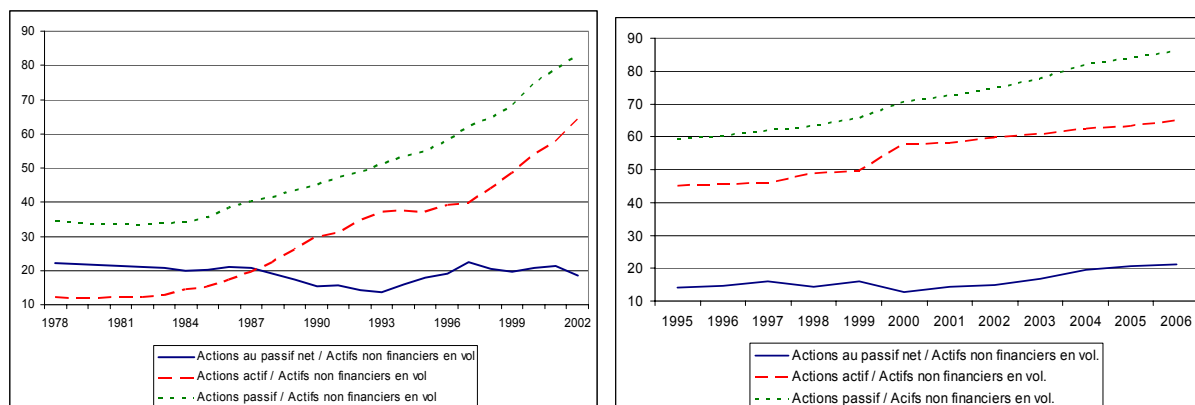 90
80
70
60
50
40
30
20
10
1978 1981 1984 1987 1990 1993 1996 1999 2002
Actions au passif net / Actifs non financiers en vol
Actions actif / Actifs non financiers en vol
Actions passif / Actifs non financiers en vol
90
80
70
60
50
40
30
20
10
1995 1996 1997 1998 1999 2000 2001 2002 2003 2004 2005 2006
Actions au passif net / Actifs non financiers en vol.
Actions actif / Actifs non financiers en vol.
Actions passif / Actifs non financiers en vol.